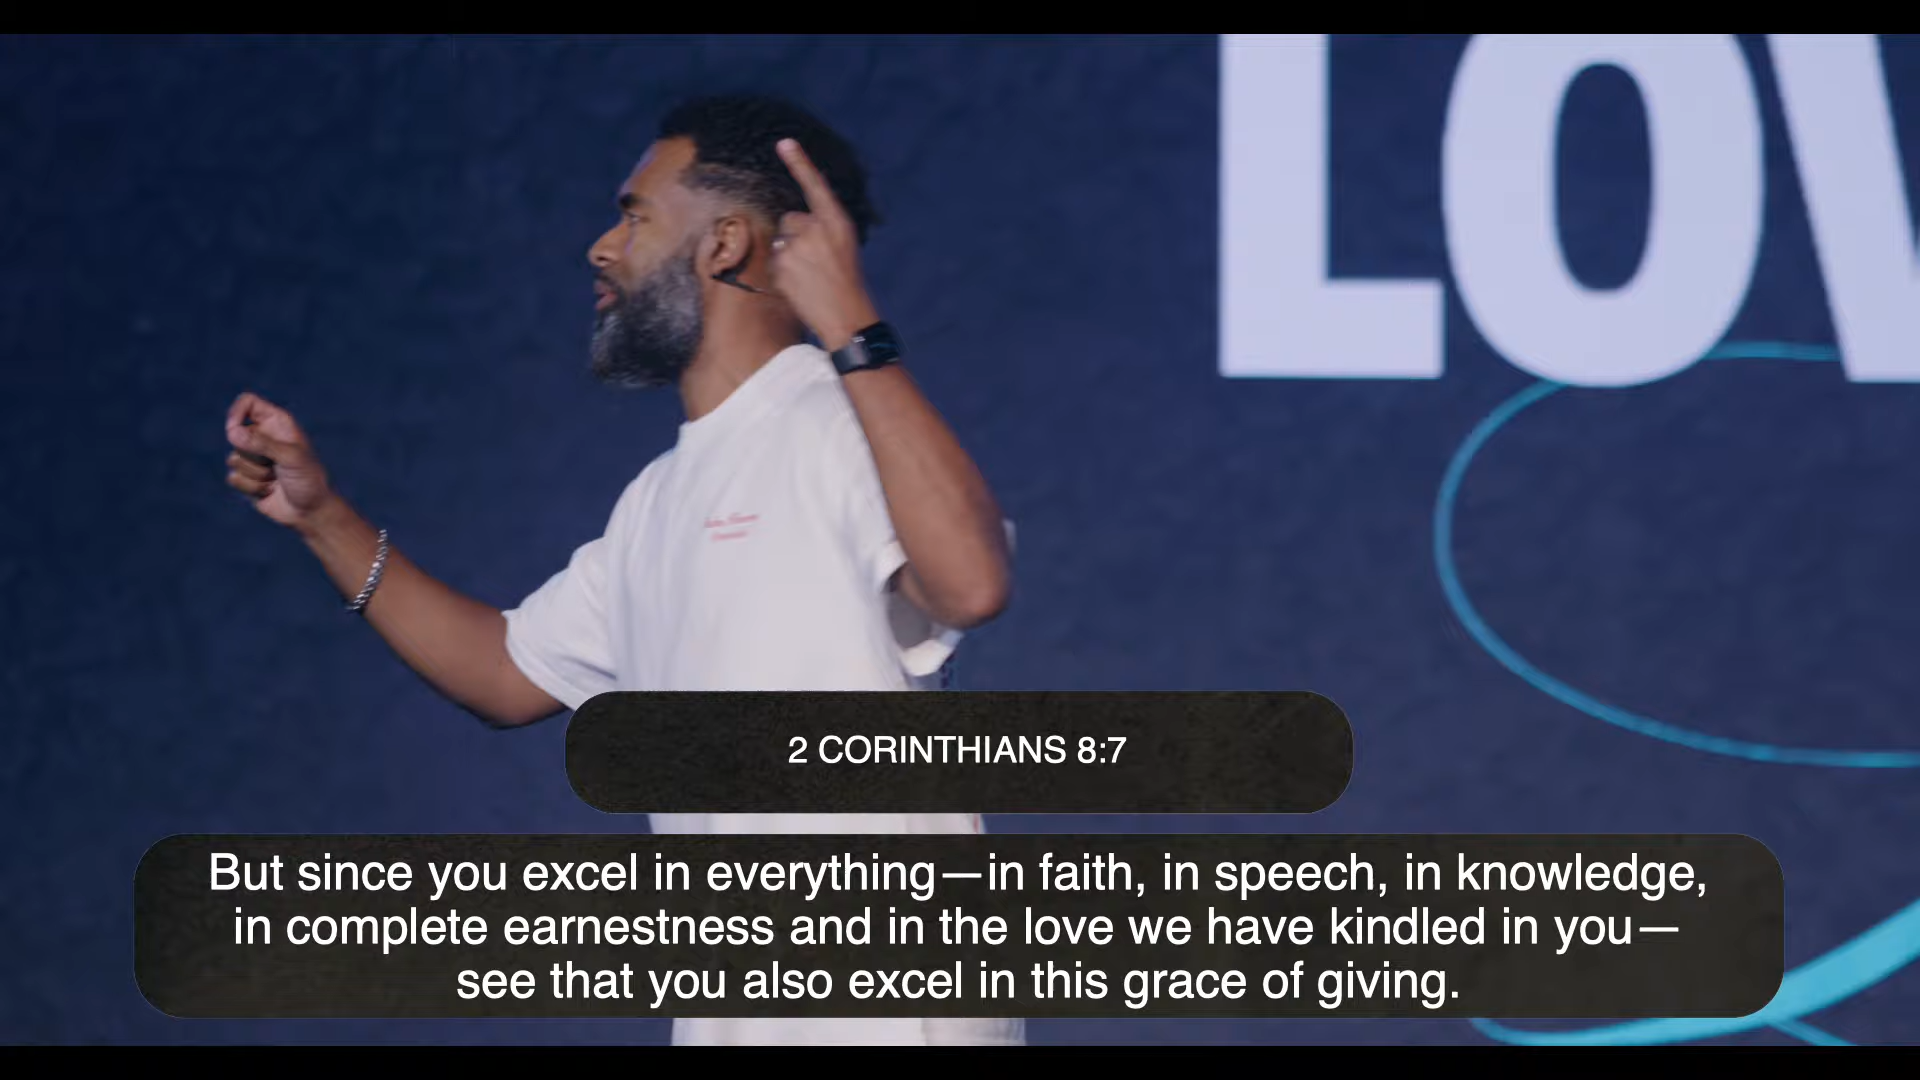 LOV
2 CORINTHIANS 8:7
But since you excel in everything—in faith, in speech, in knowledge,
in complete earnestness and in the love we have kindled in you—
see that you also excel in this grace of giving.